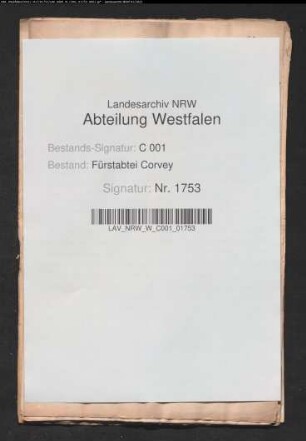 Landesarchiv NRW
Abteilung Westfalen
Bestands-Signatur: C 001
Bestand: Fürstabtei Corvey
Signatur: Nr. 1753
LAV_NRW_W_C001_01753